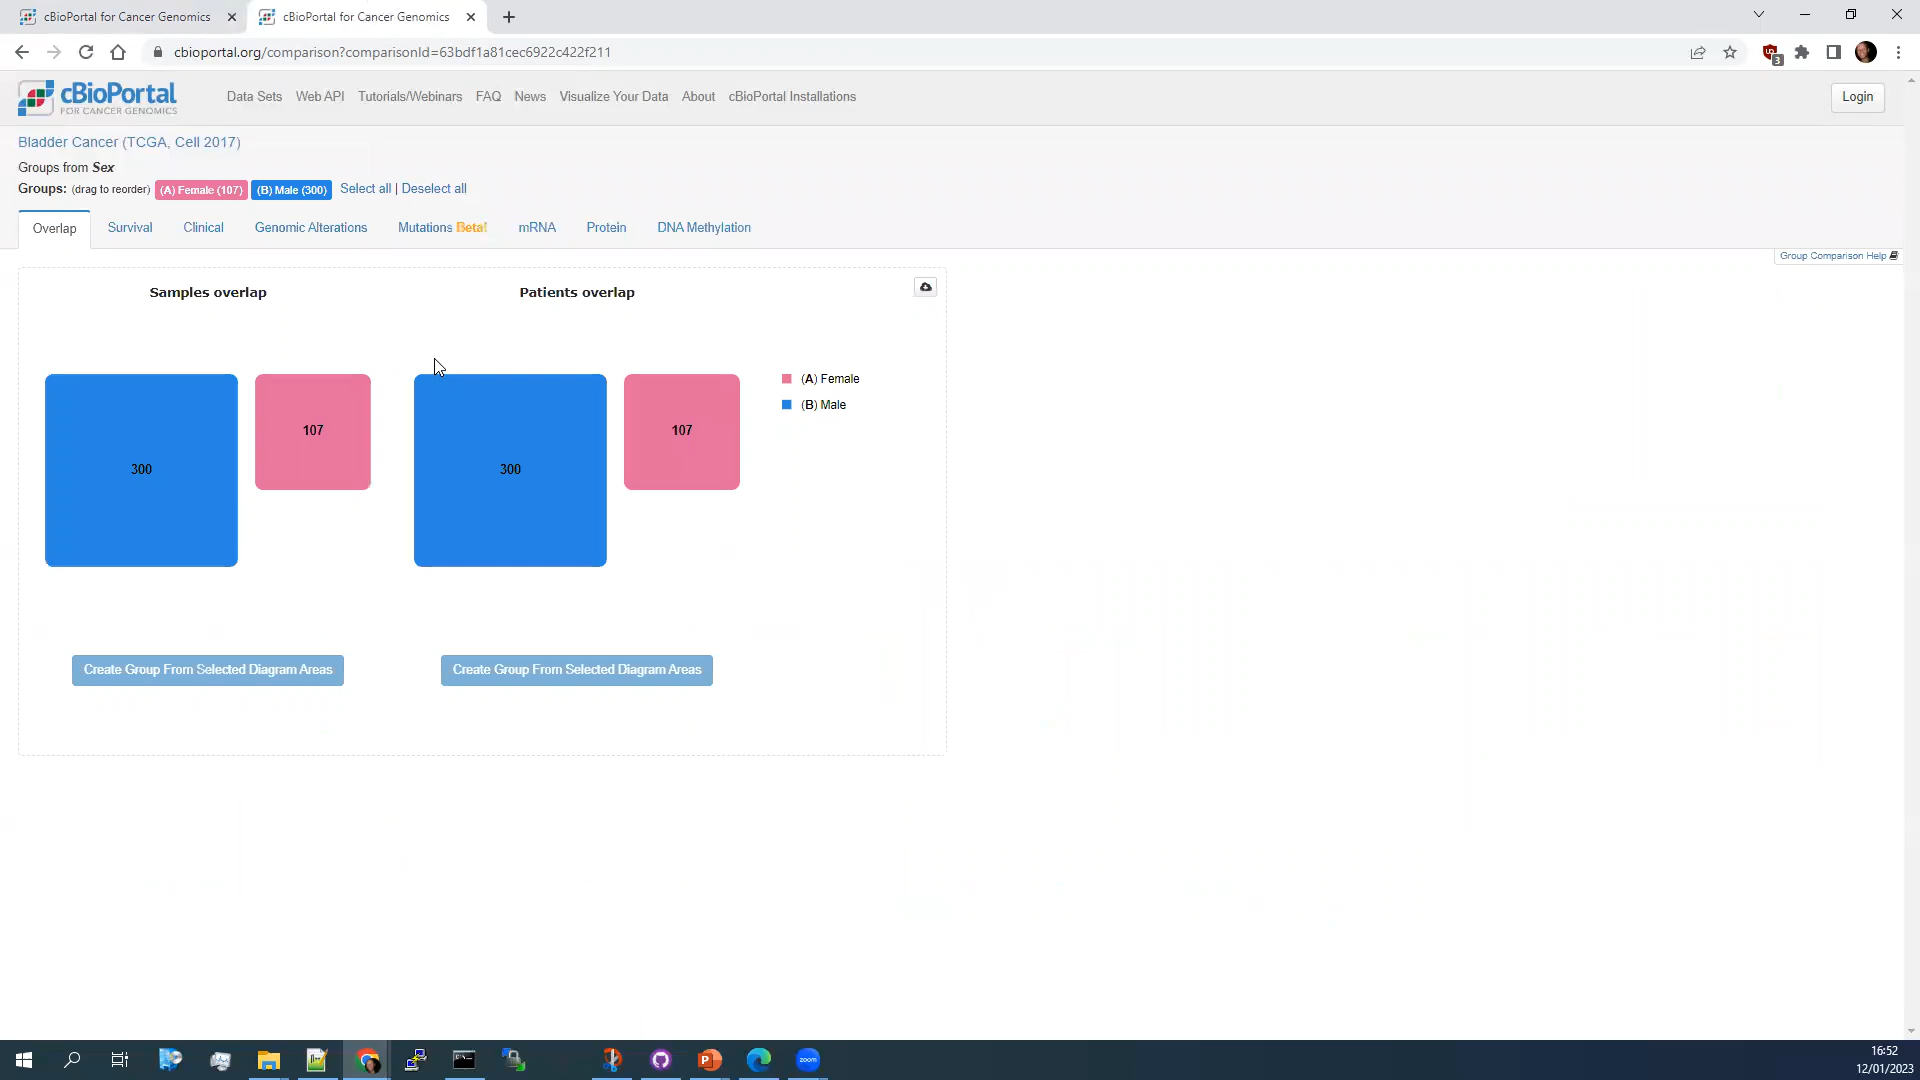 cBioPortal for Cancer Genomics
cBioPortal for Cancer Genomics
cbioportal.org/comparison?comparisonId=63bdf1a81cec6922c422f211
3
cBioPortal
FOR CANCER GENOMICS
Data Sets Web API Tutorials/Webinars FAQ News Visualize Your Data About cBioPortal Installations
Login
Bladder Cancer (TCGA, Cell 2017)
Groups from Sex
Groups: (drag to reorder) (A) Female (107) (B) Male (300) Select all | Deselect all
Overlap Survival Clinical Genomic Alterations Mutations Beta! mRNA Protein DNA Methylation
Group Comparison Help
Samples overlap
Patients overlap
(A) Female
(B) Male
300
107
300
107
Create Group From Selected Diagram Areas
Create Group From Selected Diagram Areas
zoom
16:52
12/01/2023